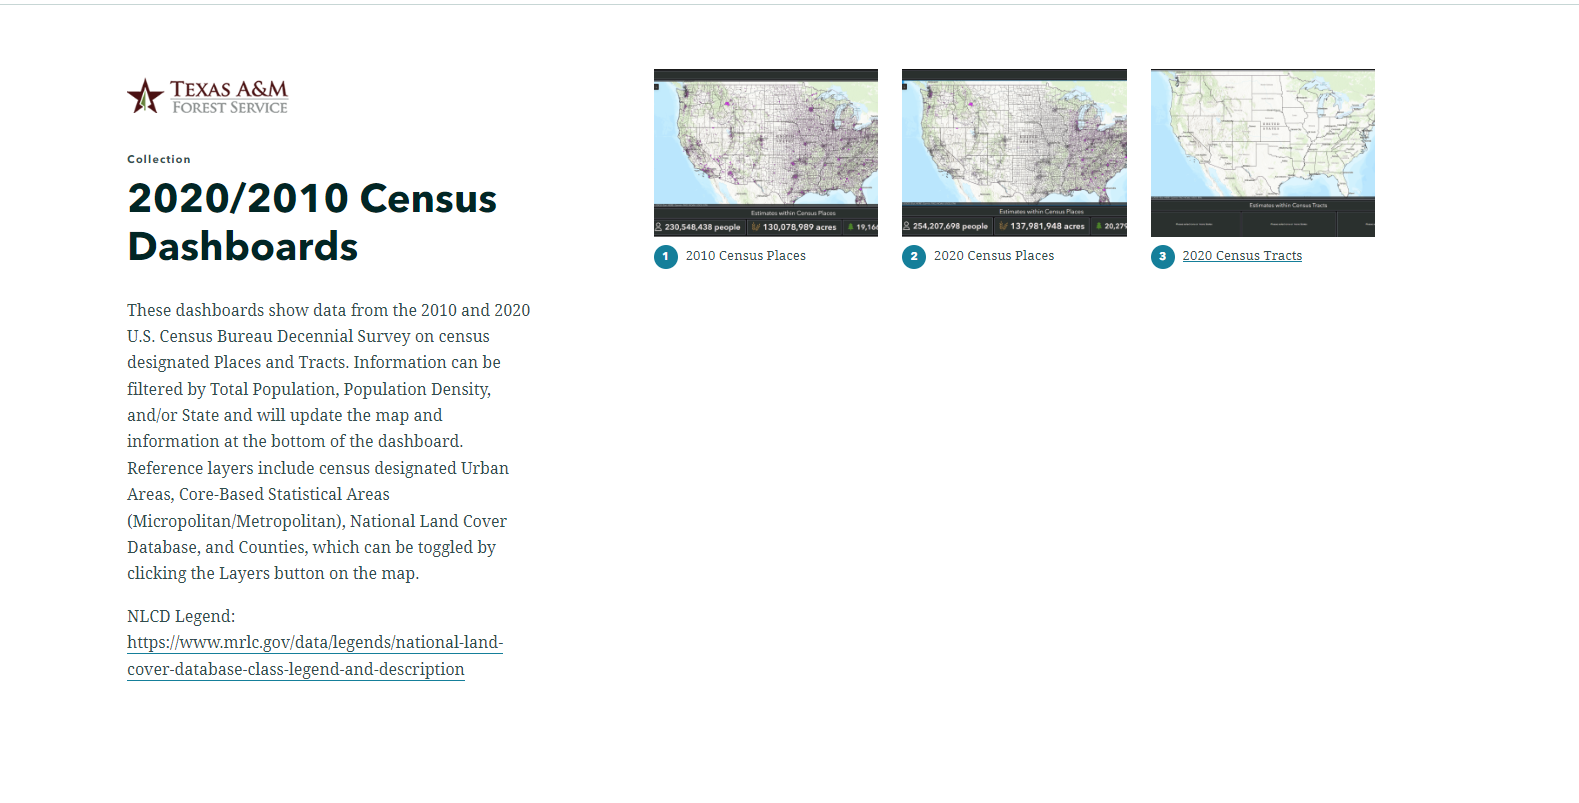 TEXAS A&M
FOREST SERVICE
Collection
2020/2010 Census
Dashboards
These dashboards show data from the 2010 and 2020
U.S. Census Bureau Decennial Survey on census
designated Places and Tracts. Information can be
filtered by Total Population, Population Density,
and/or State and will update the map and
information at the bottom of the dashboard.
Reference layers include census designated Urban
Areas, Core-Based Statistical Areas
(Micropolitan/Metropolitan), National Land Cover
Database, and Counties, which can be toggled by
clicking the Layers button on the map.
NLCD Legend:
https://www.mrlc.gov/data/legends/national-land-
cover-database-class-legend-and-description
Estimates within Census Places
230,548,438 people
130,078,989 acres
19,16
1 2010 Census Places
Estimates within Census Places
254,207,698 people
137,981,948 acres
20,279
2 2020 Census Places
UNITED
STATES
Estimates within Census Tracts
3 2020 Census Tracts